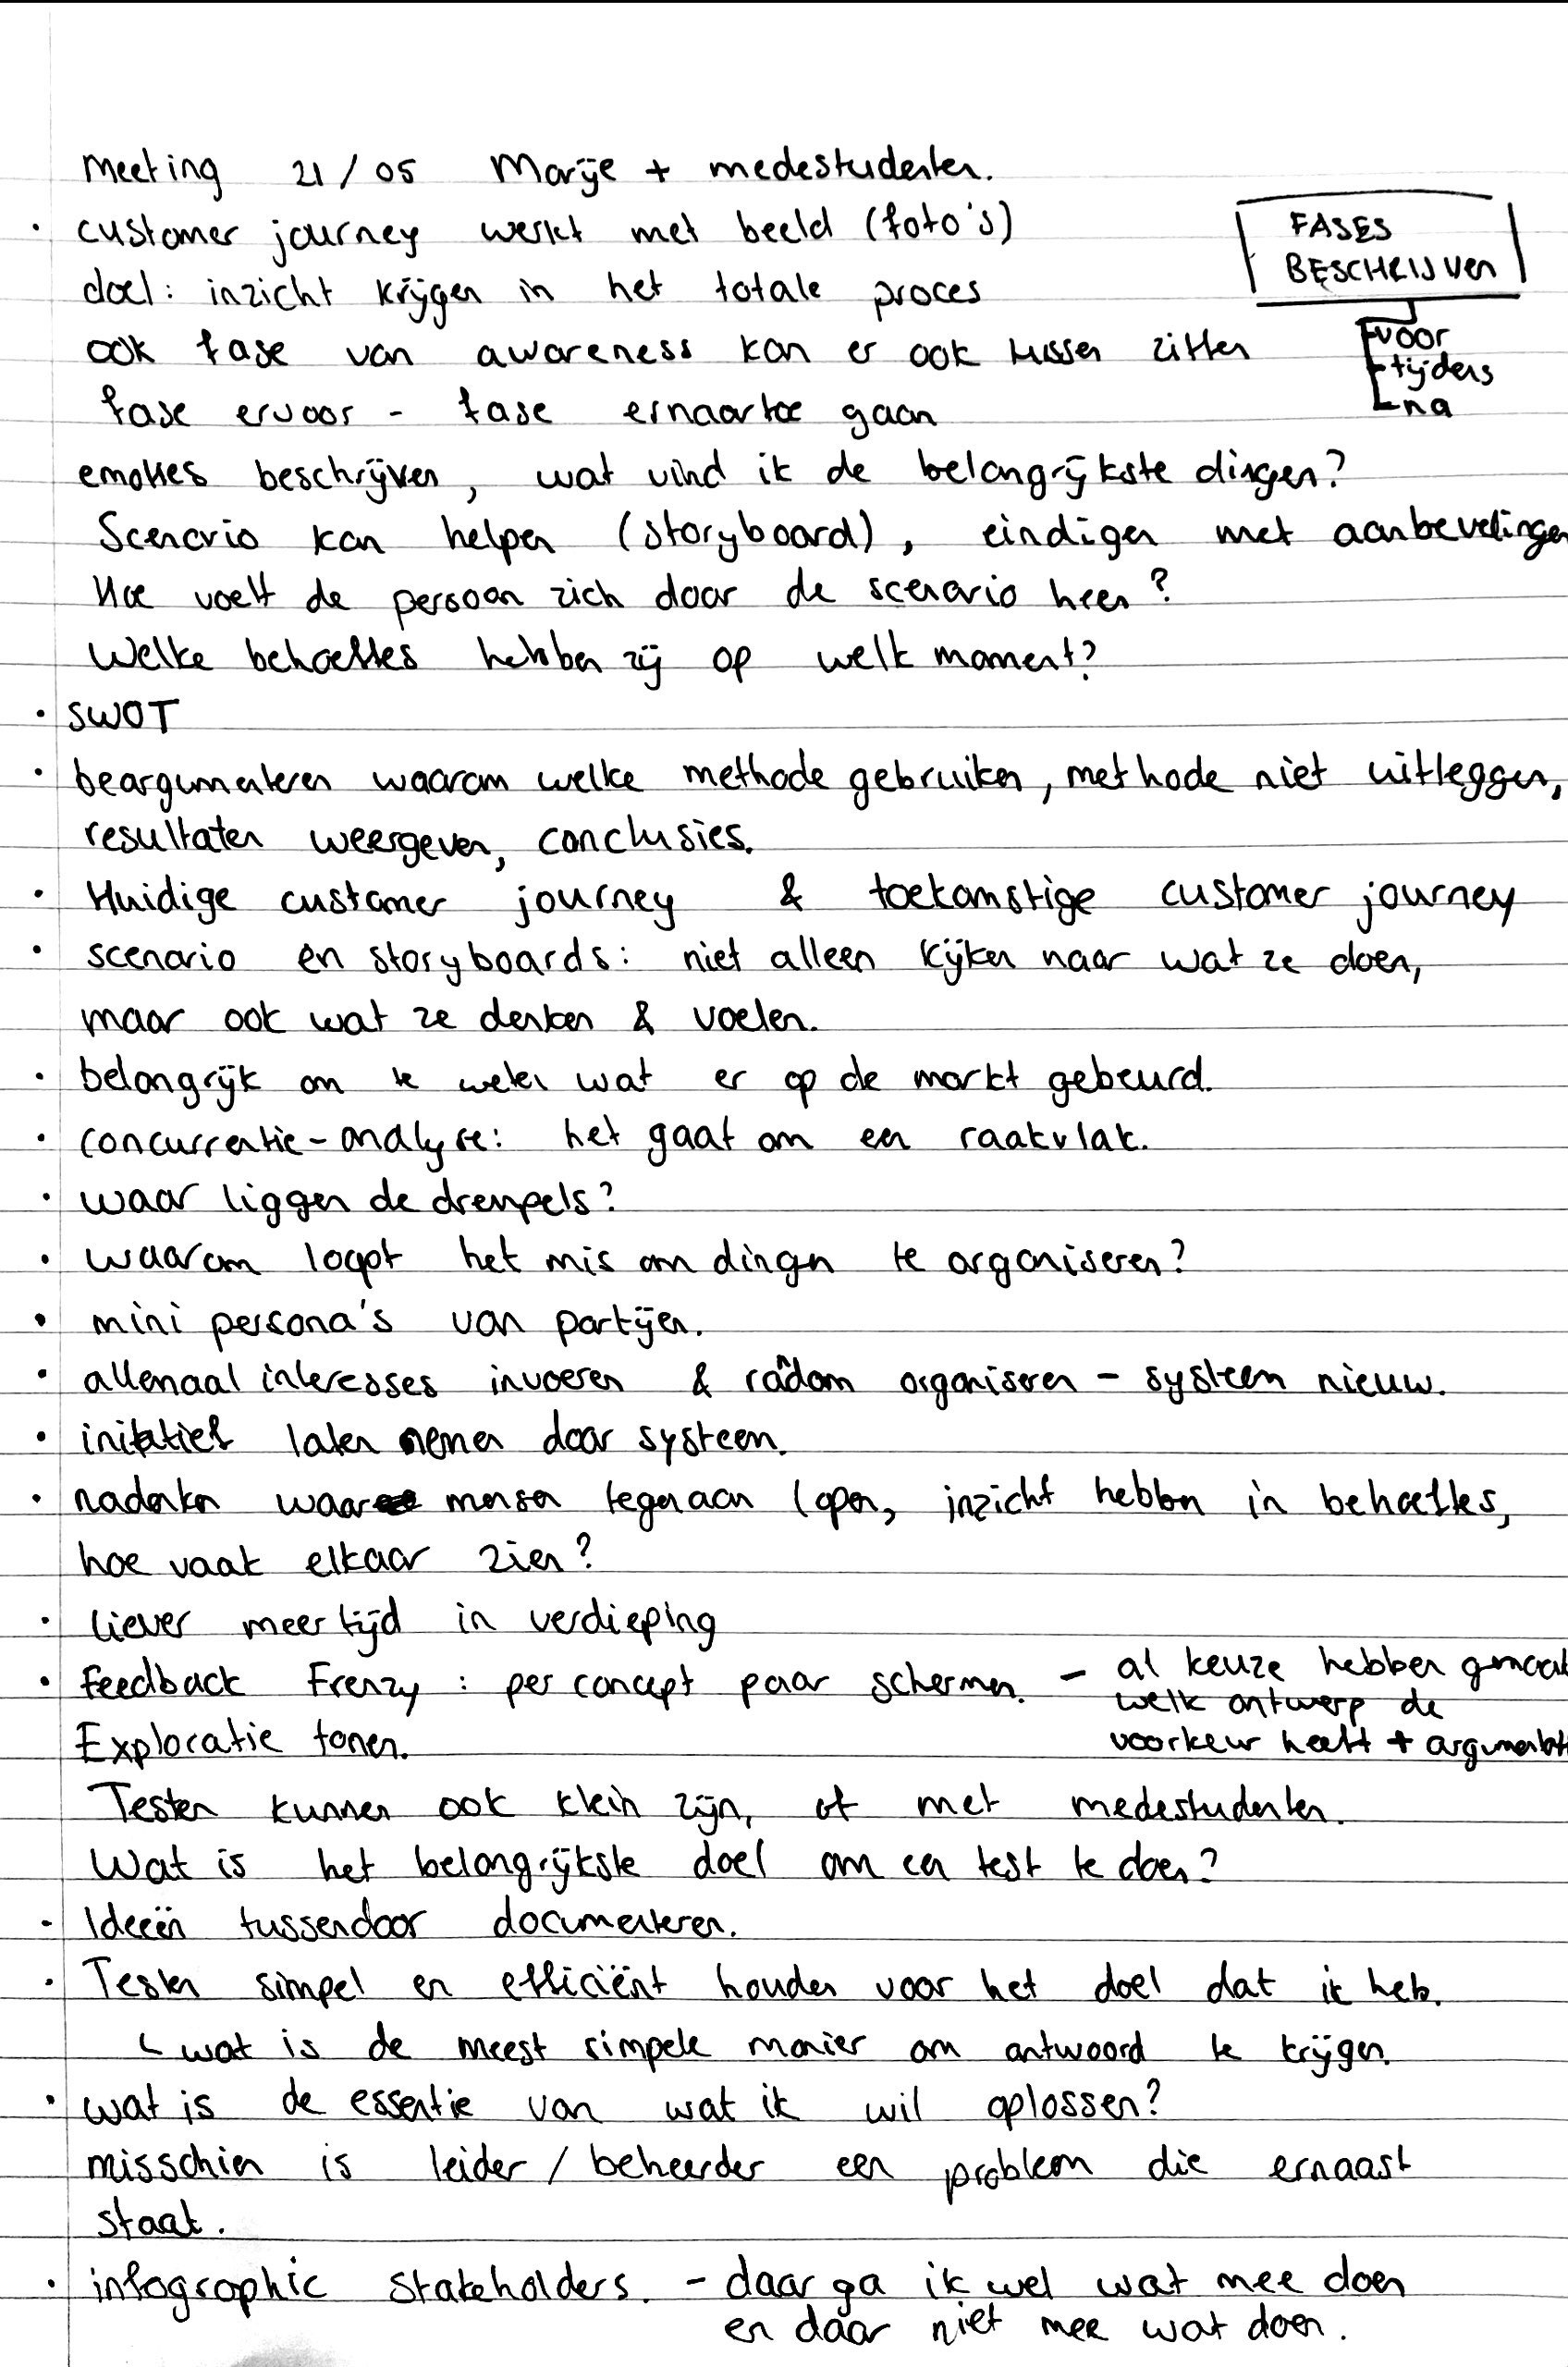 meeting 21/05 Marije + medestudenten.
· customer journey werkt met beeld (foto's)
doel: inzicht krijgen in het totale proces
ook fase van awareness kan er ook tussen zitten
fase ervoor - fase ernaartoe gaan
FASES
BESCHRIJVEN
voor
tijdens
na
emoties beschrijven, wat vind ik de belangrijkste dingen?
Scenario kan helpen (storyboard), eindigen met aanbevelingen
Hoe voelt de persoon zich door de scenario heen?
Welke behoeftes hebben zij op welk moment?
· SWOT
· beargumenteren waarom welke methode gebruiken, methode niet uitleggen,
resultaten weergeven, conclusies.
· Huidige customer journey & toekomstige customer journey
· scenario en storyboards: niet alleen kijken naar wat ze doen,
maar ook wat ze denken & voelen.
· belangrijk om te weten wat er op de markt gebeurd.
· concurrentie-analyse: het gaat om een raakvlak.
· waar liggen de drempels?
· waarom loopt het mis om dingen te organiseren?
· mini persona's van partijen.
· allemaal interesses invoeren & random organiseren - systeem nieuw.
· initiatief laten nemen door systeem.
· nadenken waar mensen tegenaan lopen, inzicht hebben in behoeftes,
hoe vaak elkaar zien?
· liever meer tijd in verdieping
· Feedback Frenzy: per concept paar schermen. - al keuze hebben gemaakt
welk ontwerp de
voorkeur heeft +
Exploratie tonen.
Testen kunnen ook klein zijn, of met medestudenten.
Wat is het belangrijkste doel om een test te doen?
- Ideeën tussendoor documenteren.
· Testen simpel en efficiënt houden voor het doel dat ik heb.
↳ wat is de meest simpele manier om antwoord te krijgen.
· wat is de essentie van wat ik wil oplossen?
misschien is leider / beheerder een probleem die ernaast
staat.
· infographic stakeholders. - daar ga ik wel wat mee doen
en daar niet mee wat doen.